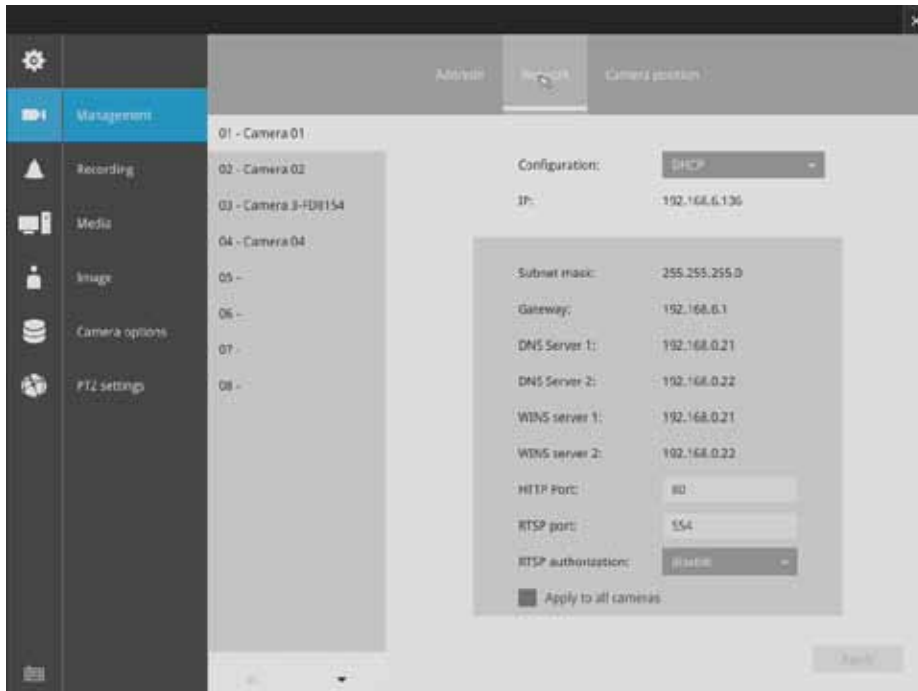 Add/edit Network Camera position
Management
Recording
Media
Image
Camera options
PTZ settings
01 - Camera 01
02 - Camera 02
03 - Camera 3-FD8154
04 - Camera 04
05 -
06 -
07 -
08 -
Configuration: DHCP
IP: 192.168.6.136
Subnet mask: 255.255.255.0
Gateway: 192.168.6.1
DNS Server 1: 192.168.0.21
DNS Server 2: 192.168.0.22
WINS server 1: 192.168.0.21
WINS server 2: 192.168.0.22
HTTP Port: 80
RTSP port: 554
RTSP authorization: disable
Apply to all cameras
Apply